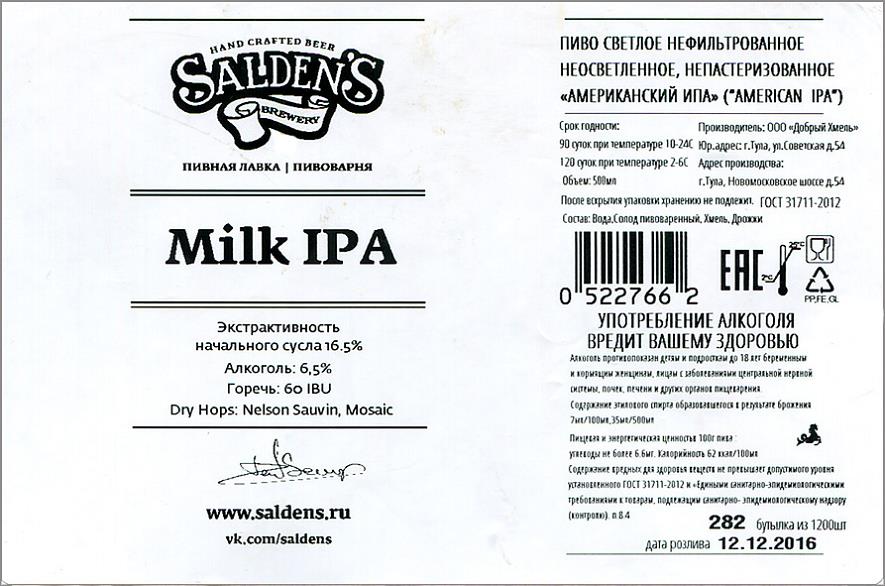 HAND CRAFTED BEER
SALDEN'S
BREWERY
ПИВНАЯ ЛАВКА | ПИВОВАРНЯ
Milk IPA
Экстрактивность
начального сусла 16.5%
Алкоголь: 6,5%
Горечь: 60 IBU
Dry Hops: Nelson Sauvin, Mosaic
www.saldens.ru
vk.com/saldens
ПИВО СВЕТЛОЕ НЕФИЛЬТРОВАННОЕ
НЕОСВЕТЛЕННОЕ, НЕПАСТЕРИЗОВАННОЕ
«АМЕРИКАНСКИЙ ИПА» ("AMERICAN IPA")
Срок годности:
90 суток при температуре 10-24С
120 суток при температуре 2-6С
Объем: 500мл
Производитель: ООО «Добрый Хмель»
Юр.адрес: г.Тула, ул.Советская д.54
Адрес производства:
г.Тула, Новомосковское шоссе д.54
После вскрытия упаковки хранению не подлежит. ГОСТ 31711-2012
Состав: Вода,Солод пивоваренный, Хмель, Дрожжи
0 522766 2
EAC
2°C
25°C
PP,FE,GL
УПОТРЕБЛЕНИЕ АЛКОГОЛЯ
ВРЕДИТ ВАШЕМУ ЗДОРОВЬЮ
Алкоголь противопоказан детям и подросткам до 18 лет беременным
и кормящим женщинам, лицам с заболеваниями центральной нервной
системы, почек, печени и других органов пищеварения.
Содержание этилового спирта образовавшегося в результате брожения
7мг/100мл,35мг/500мл
Пищевая и энергетическая ценностьв 100г пива :
углеводы не более 6.6мг. Калорийность 62 ккал/100мл
Содержание вредных для здоровья веществ не превышает допустимого уровня
установленного ГОСТ 31711-2012 и «Едиными санитарно-эпидемиологическими
требованиями к товарам, подлежащим санитарно- эпидемиологическому надзору
(контролю). п 8.4
282 бутылка из 1200шт
дата розлива 12.12.2016